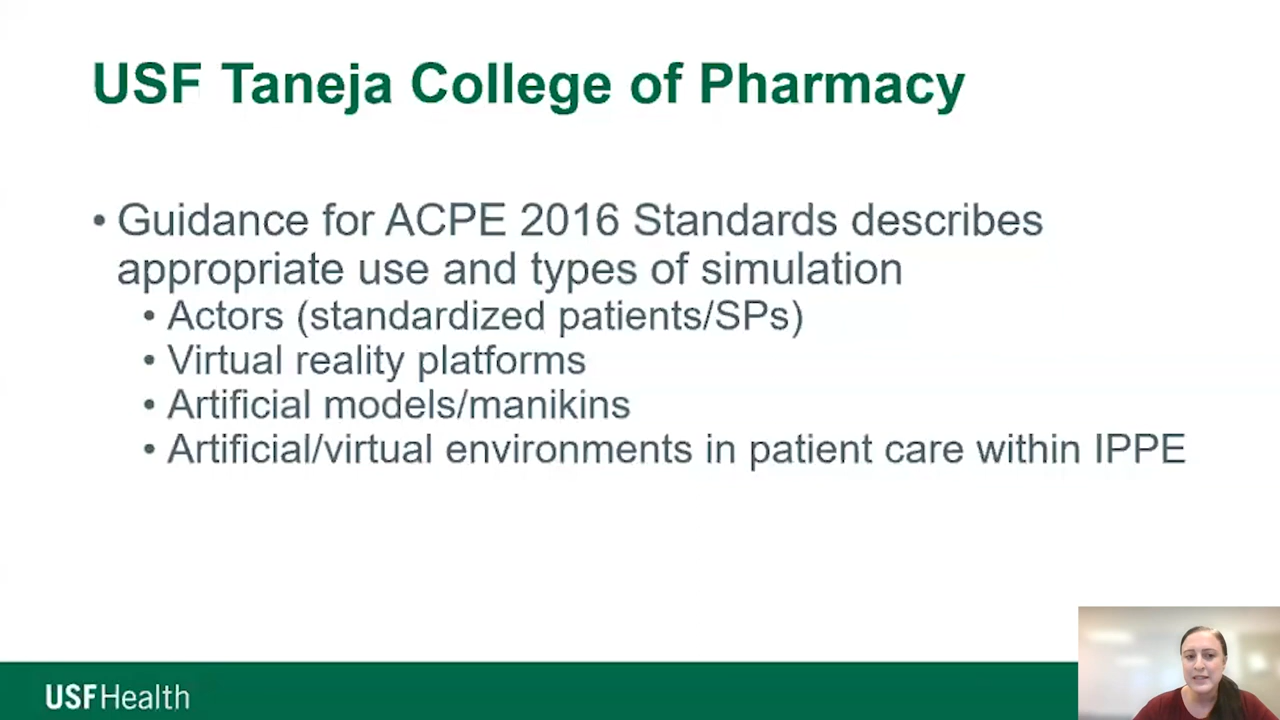 USF Taneja College of Pharmacy
• Guidance for ACPE 2016 Standards describes
appropriate use and types of simulation
• Actors (standardized patients/SPs)
• Virtual reality platforms
• Artificial models/manikins
• Artificial/virtual environments in patient care within IPPE
USFHealth